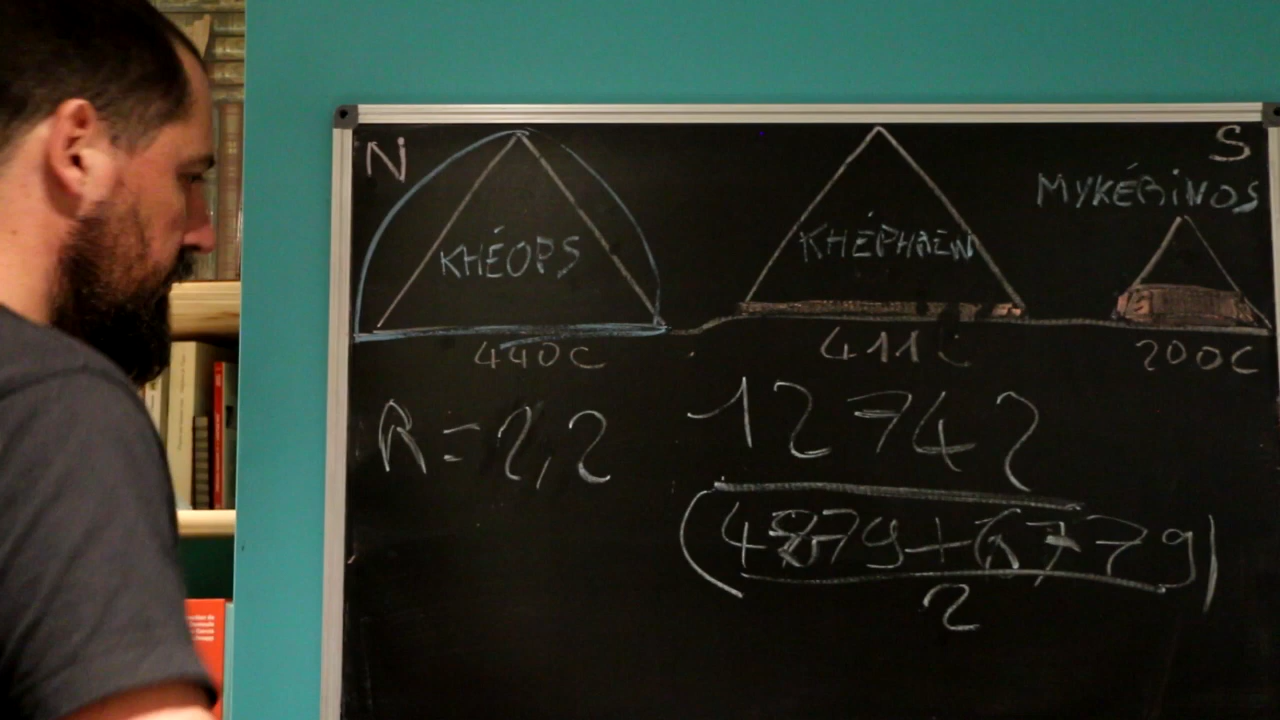 N S
MYKÉRINOS
KHÉOPS KHÉPHREN
440C 411C 200C
R=2,2 12742
(4879+6779)
2